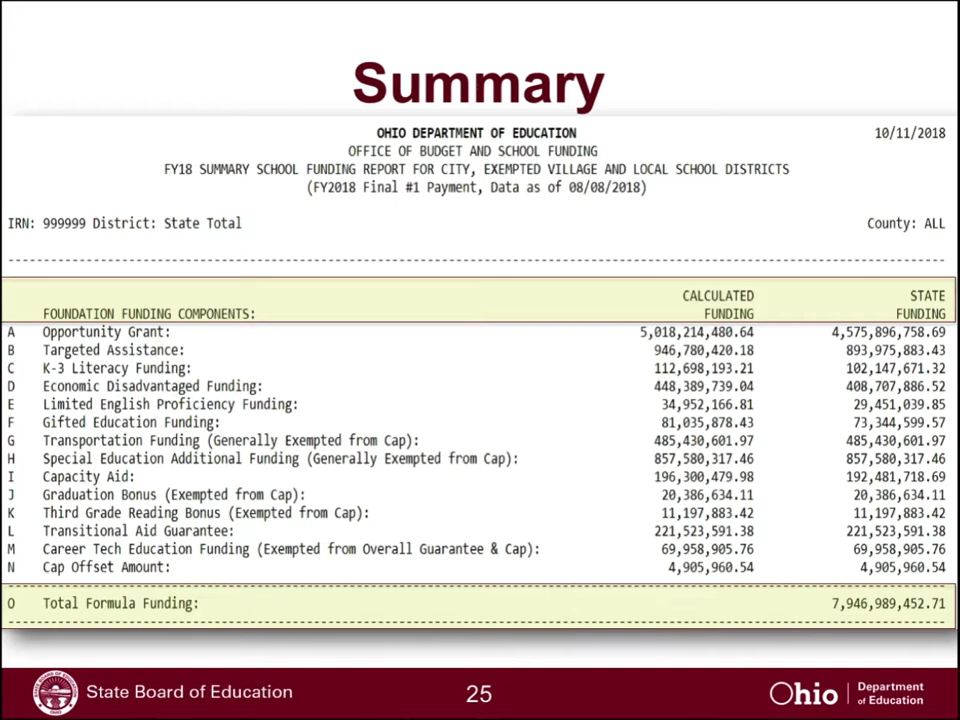 Summary
OHIO DEPARTMENT OF EDUCATION 10/11/2018
OFFICE OF BUDGET AND SCHOOL FUNDING
FY18 SUMMARY SCHOOL FUNDING REPORT FOR CITY, EXEMPTED VILLAGE AND LOCAL SCHOOL DISTRICTS
(FY2018 Final #1 Payment, Data as of 08/08/2018)
IRN: 999999 District: State Total County: ALL
CALCULATED STATE
FOUNDATION FUNDING COMPONENTS: FUNDING FUNDING
A Opportunity Grant: 5,018,214,480.64 4,575,896,758.69
B Targeted Assistance: 946,780,420.18 893,975,883.43
C K-3 Literacy Funding: 112,698,193.21 102,147,671.32
D Economic Disadvantaged Funding: 448,389,739.04 408,707,886.52
E Limited English Proficiency Funding: 34,952,166.81 29,451,039.85
F Gifted Education Funding: 81,035,878.43 73,344,599.57
G Transportation Funding (Generally Exempted from Cap): 485,430,601.97 485,430,601.97
H Special Education Additional Funding (Generally Exempted from Cap): 857,580,317.46 857,580,317.46
I Capacity Aid: 196,300,479.98 192,481,718.69
J Graduation Bonus (Exempted from Cap): 20,386,634.11 20,386,634.11
K Third Grade Reading Bonus (Exempted from Cap): 11,197,883.42 11,197,883.42
L Transitional Aid Guarantee: 221,523,591.38 221,523,591.38
M Career Tech Education Funding (Exempted from Overall Guarantee & Cap): 69,958,905.76 69,958,905.76
N Cap Offset Amount: 4,905,960.54 4,905,960.54
O Total Formula Funding: 7,946,989,452.71
State Board of Education 25 Ohio Department of Education